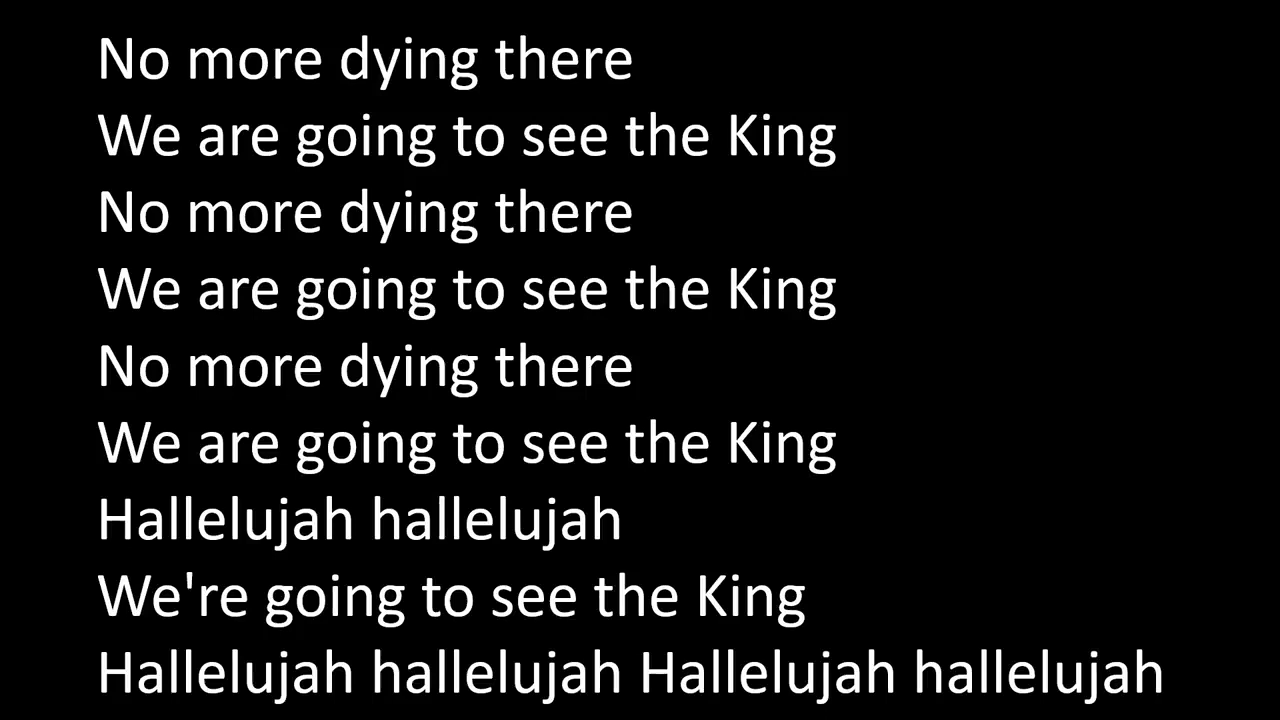 No more dying there
We are going to see the King
No more dying there
We are going to see the King
No more dying there
We are going to see the King
Hallelujah hallelujah
We're going to see the King
Hallelujah hallelujah Hallelujah hallelujah